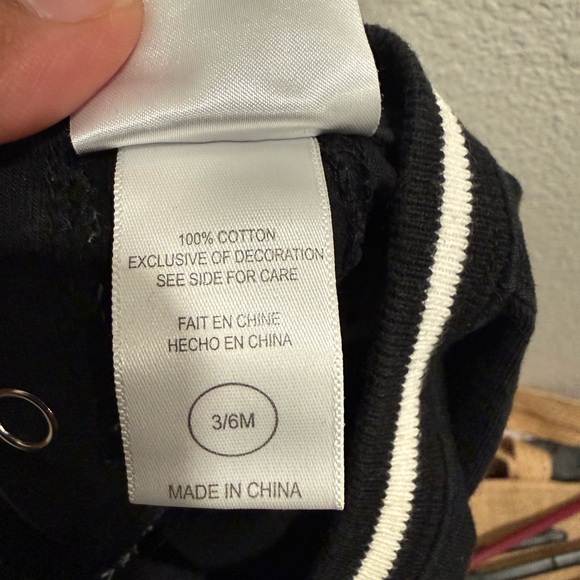 100% COTTON
EXCLUSIVE OF DECORATION
SEE SIDE FOR CARE
FAIT EN CHINE
HECHO EN CHINA
3/6M
MADE IN CHINA